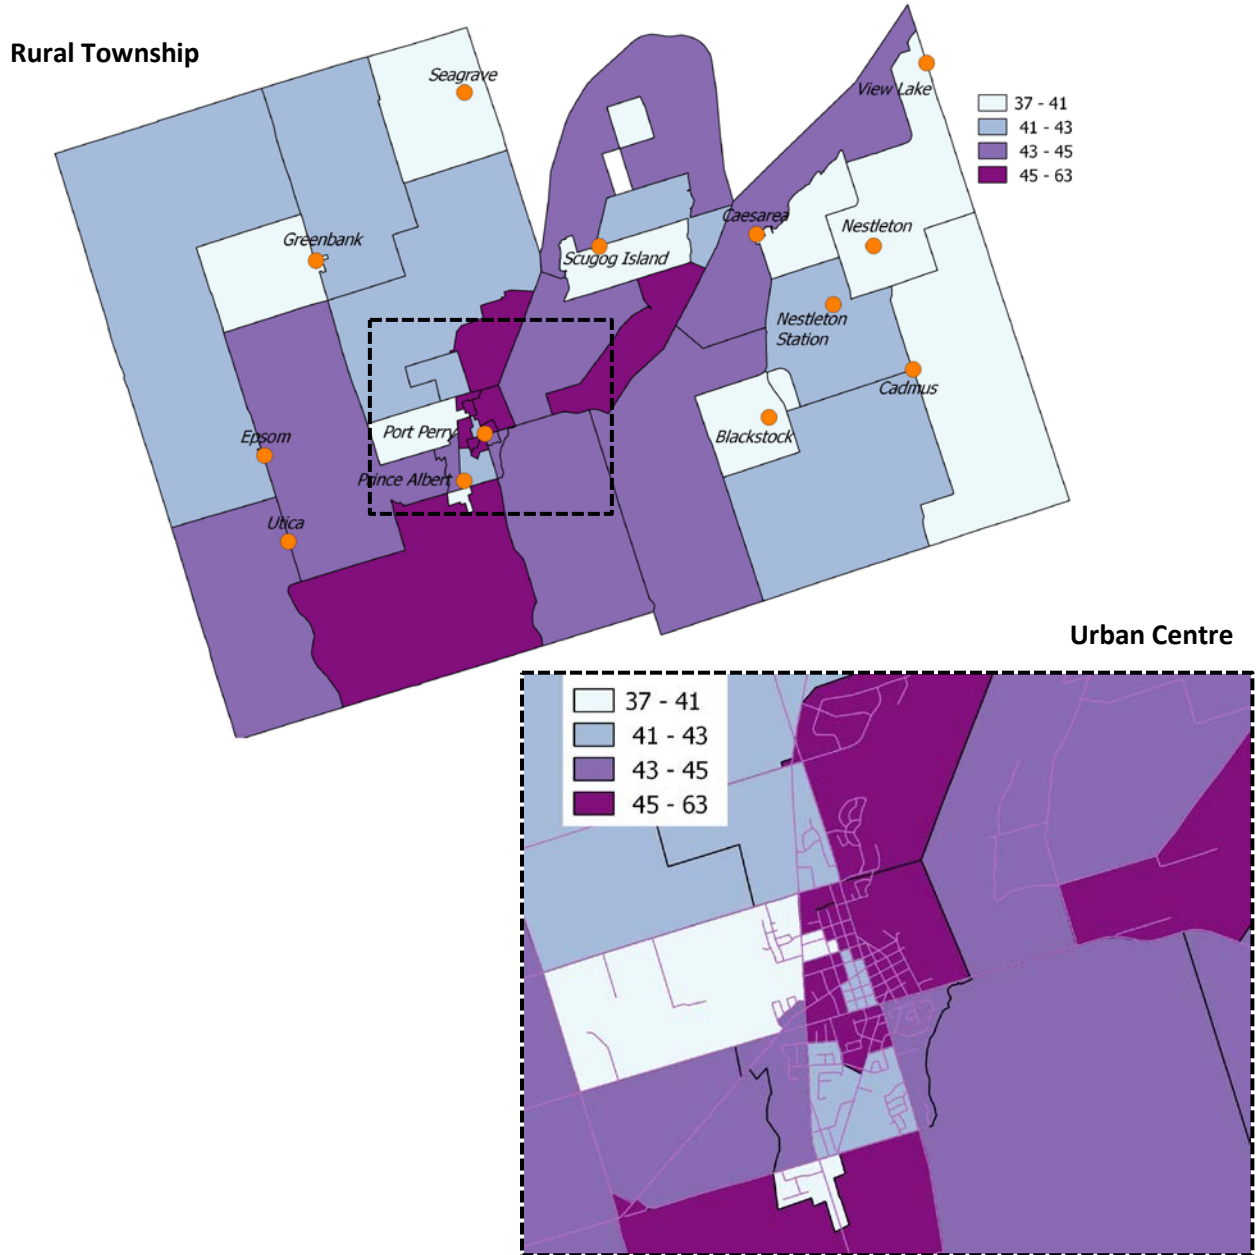 Rural Township
Seagrave
View Lake
37 - 41
41 - 43
43 - 45
45 - 63
Caesarea
Nestleton
Greenbank
Scugog Island
Nestleton
Station
Cadmus
Port Perry
Epsom
Blackstock
Prince Albert
Utica
Urban Centre
37 - 41
41 - 43
43 - 45
45 - 63